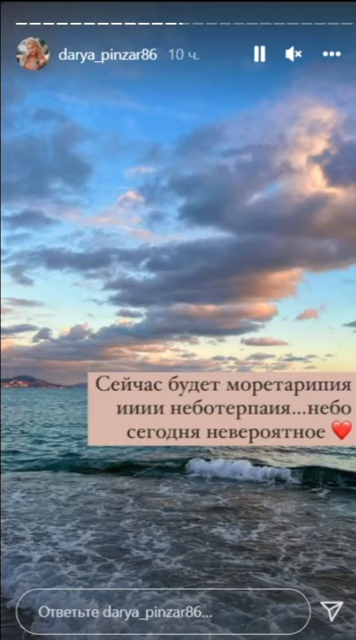 darya_pinzar86 10 ч.
Сейчас будет моретарипия
ииии неботерпаия...небо
сегодня невероятное ❤️
Ответьте darya_pinzar86...